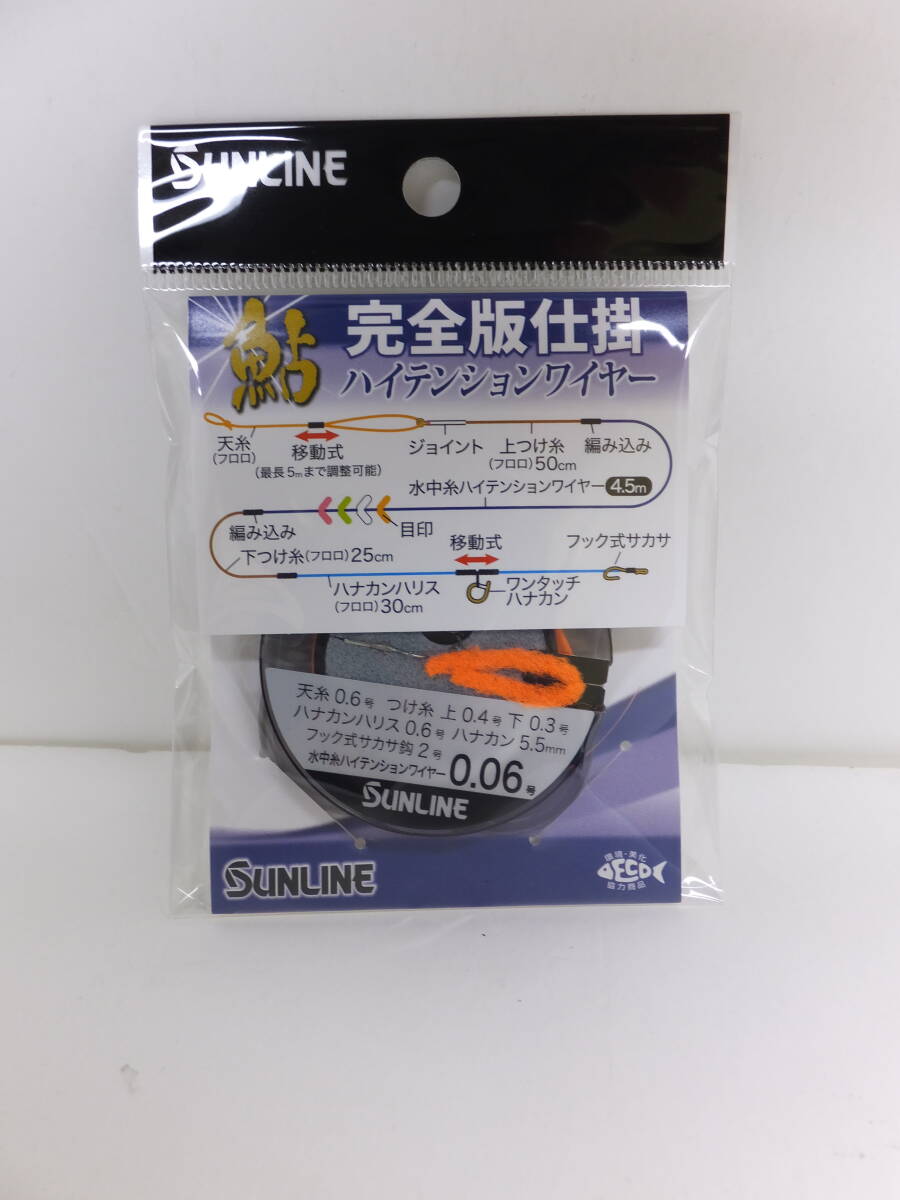 SUNLINE
鮎 完全版仕掛
ハイテンションワイヤー
天糸
(フロロ)
移動式
(最長5mまで調整可能)
ジョイント
上つけ糸
(フロロ)50cm
編み込み
水中糸ハイテンションワイヤー 4.5m
編み込み
目印
下つけ糸(フロロ)25cm
移動式
フック式サカサ
ハナカンハリス
(フロロ)30cm
ワンタッチ
ハナカン
天糸0.6号 つけ糸 上0.4号 下0.3号
ハナカンハリス0.6号 ハナカン5.5mm
フック式サカサ鈎2号
水中糸ハイテンションワイヤー0.06号
SUNLINE
SUNLINE
環境・美化
ECO
協力商品